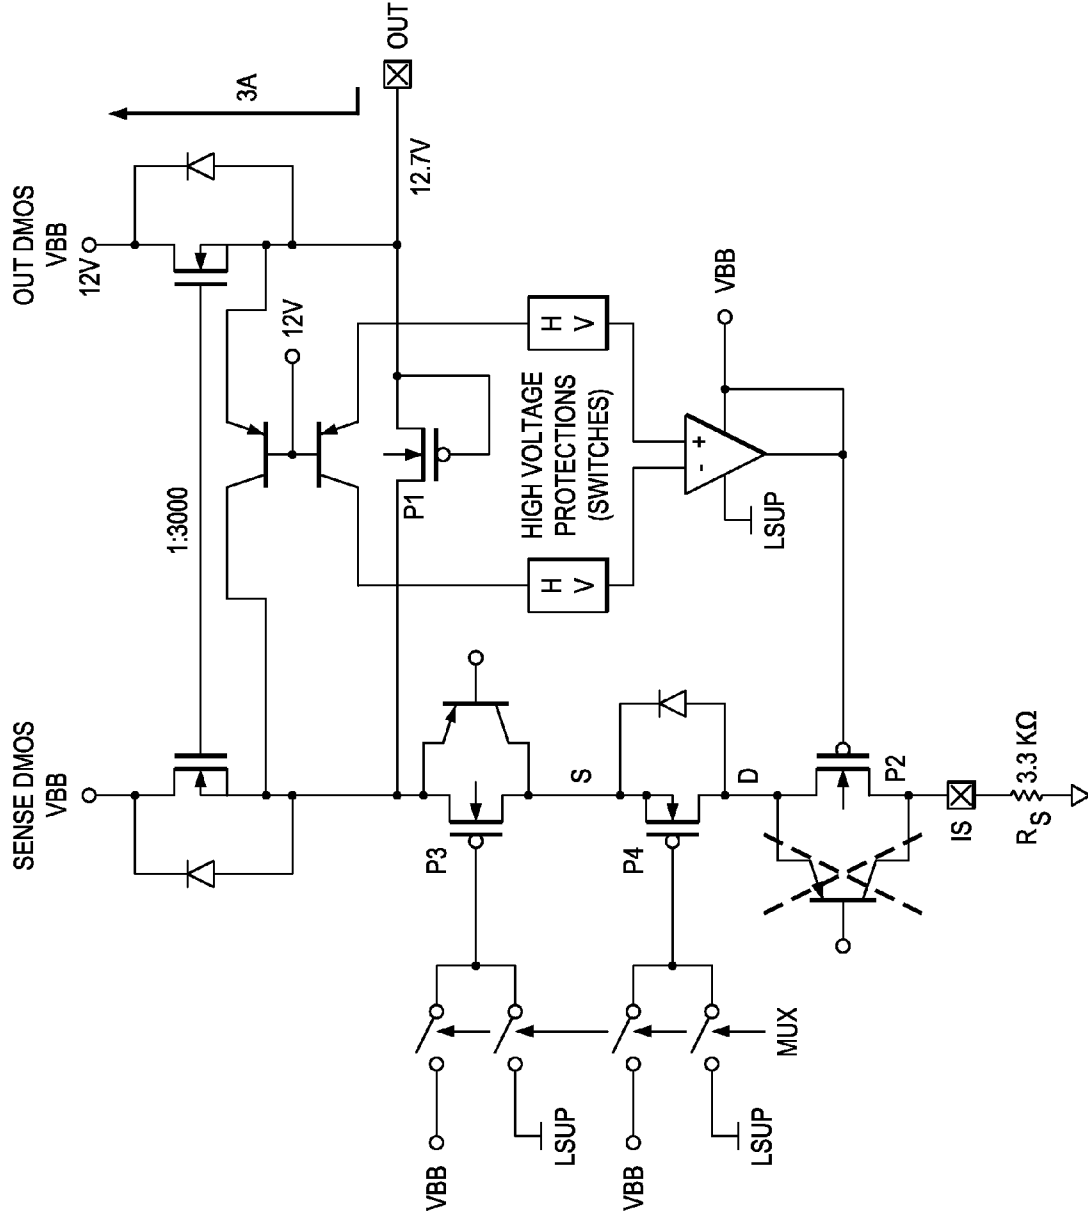 OUT DMOS
VBB
12V
3A
OUT
12.7V
12V
1:3000
SENSE DMOS
VBB
P1
HIGH VOLTAGE
PROTECTIONS
(SWITCHES)
H V
H V
+
-
VBB
LSUP
P3
S
P4
D
P2
IS
RS
3.3 KΩ
VBB
LSUP
VBB
LSUP
MUX